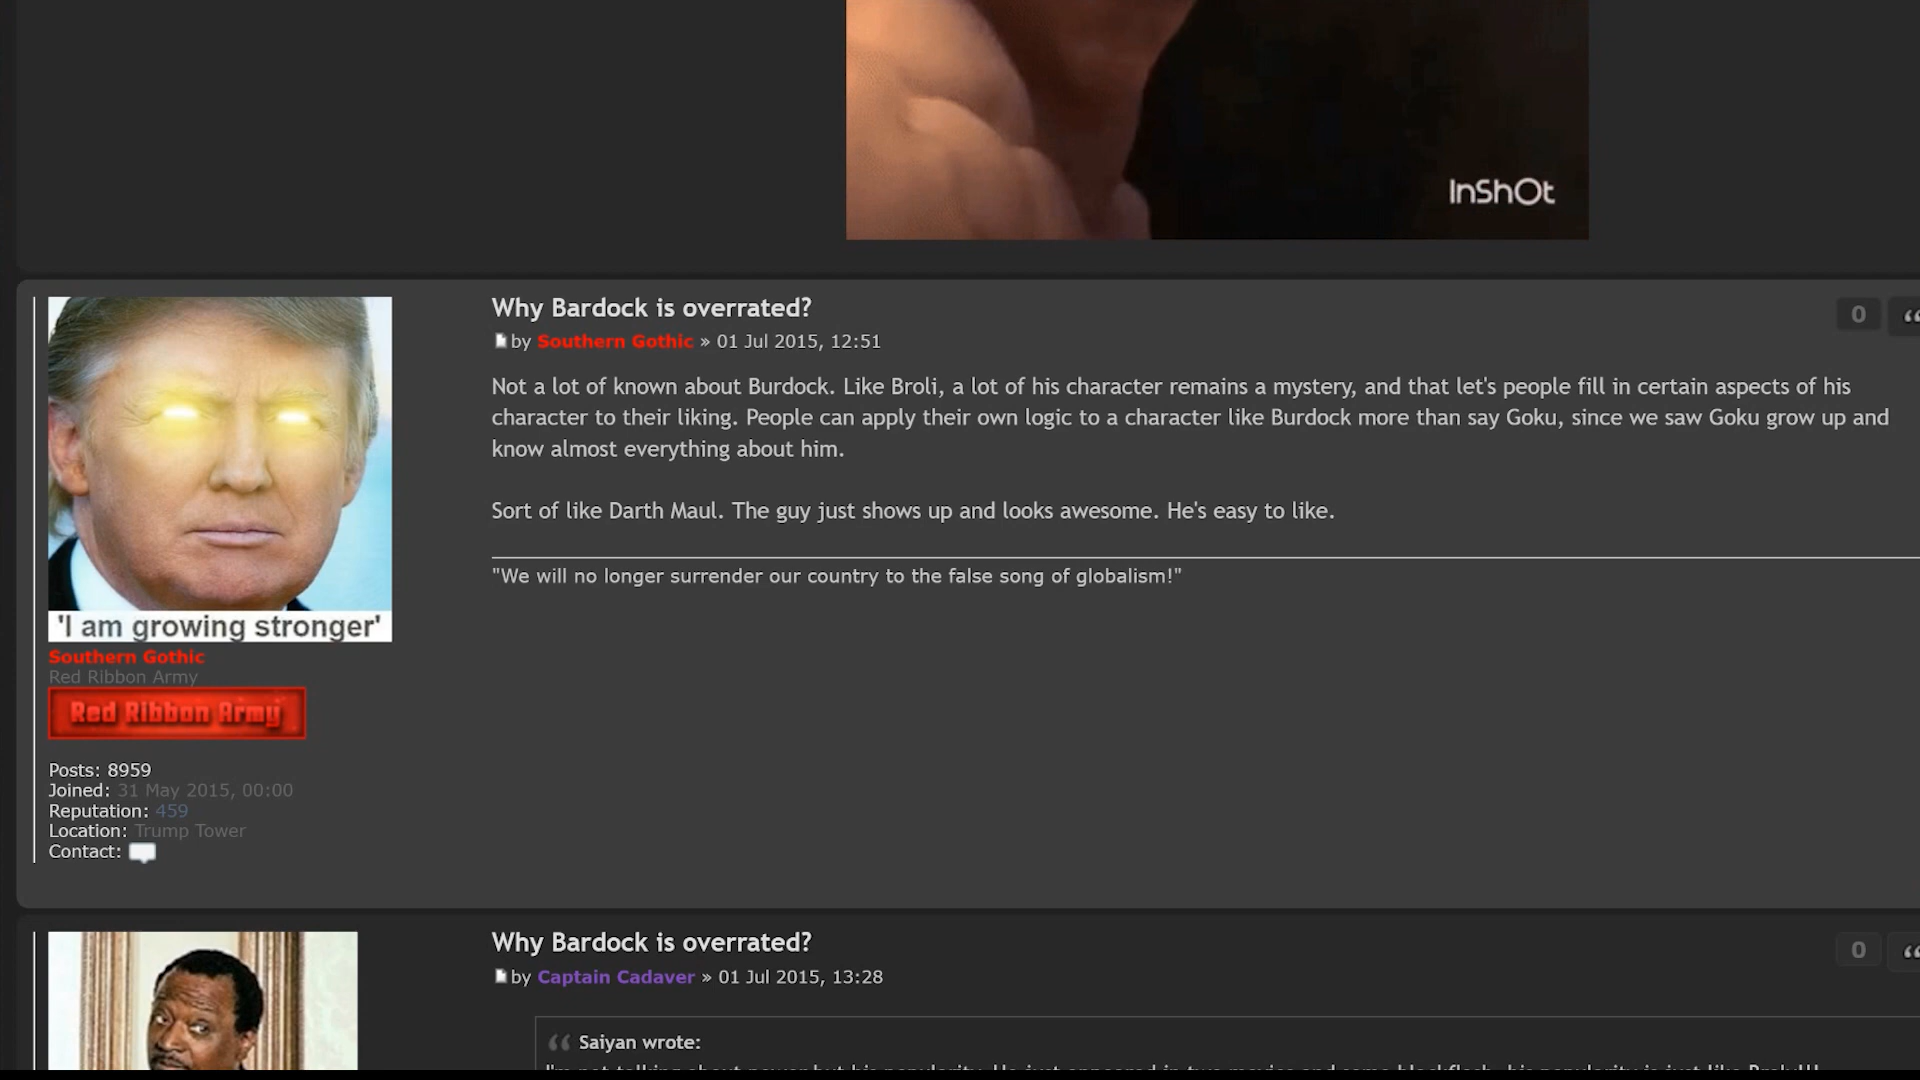 InShOt
Why Bardock is overrated?
0
by Southern Gothic » 01 Jul 2015, 12:51
Not a lot of known about Burdock. Like Broli, a lot of his character remains a mystery, and that let's people fill in certain aspects of his
character to their liking. People can apply their own logic to a character like Burdock more than say Goku, since we saw Goku grow up and
know almost everything about him.
Sort of like Darth Maul. The guy just shows up and looks awesome. He's easy to like.
"We will no longer surrender our country to the false song of globalism!"
'I am growing stronger'
Southern Gothic
Red Ribbon Army
Red Ribbon Army
Posts: 8959
Joined: 31 May 2015, 00:00
Reputation: 459
Location: Trump Tower
Contact:
Why Bardock is overrated?
0
by Captain Cadaver » 01 Jul 2015, 13:28
Saiyan wrote: